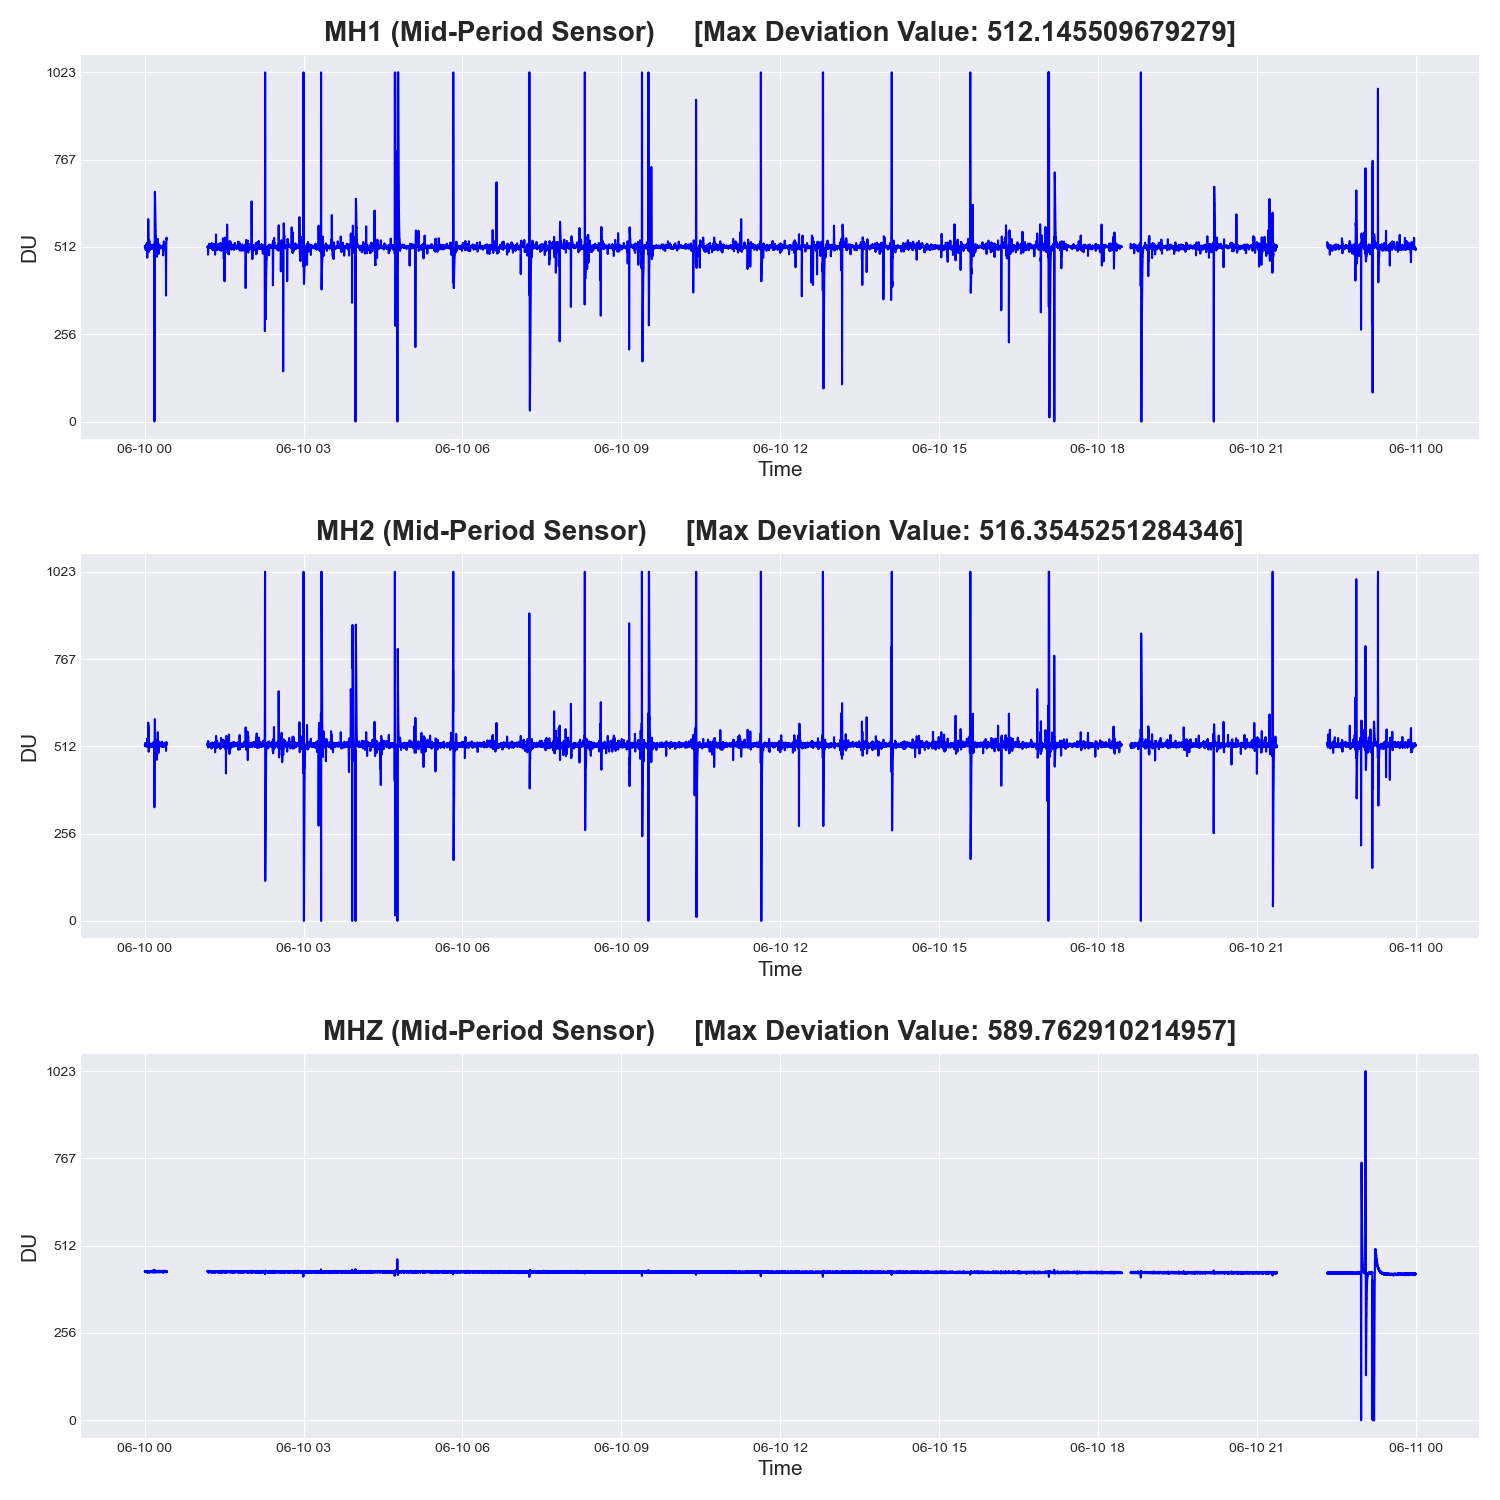 MH1 (Mid-Period Sensor) [Max Deviation Value: 512.145509679279]
1023
767
512
256
0
DU
06-10 00 06-10 03 06-10 06 06-10 09 06-10 12 06-10 15 06-10 18 06-10 21 06-11 00
Time
MH2 (Mid-Period Sensor) [Max Deviation Value: 516.3545251284346]
1023
767
512
256
0
DU
06-10 00 06-10 03 06-10 06 06-10 09 06-10 12 06-10 15 06-10 18 06-10 21 06-11 00
Time
MHZ (Mid-Period Sensor) [Max Deviation Value: 589.762910214957]
1023
767
512
256
0
DU
06-10 00 06-10 03 06-10 06 06-10 09 06-10 12 06-10 15 06-10 18 06-10 21 06-11 00
Time